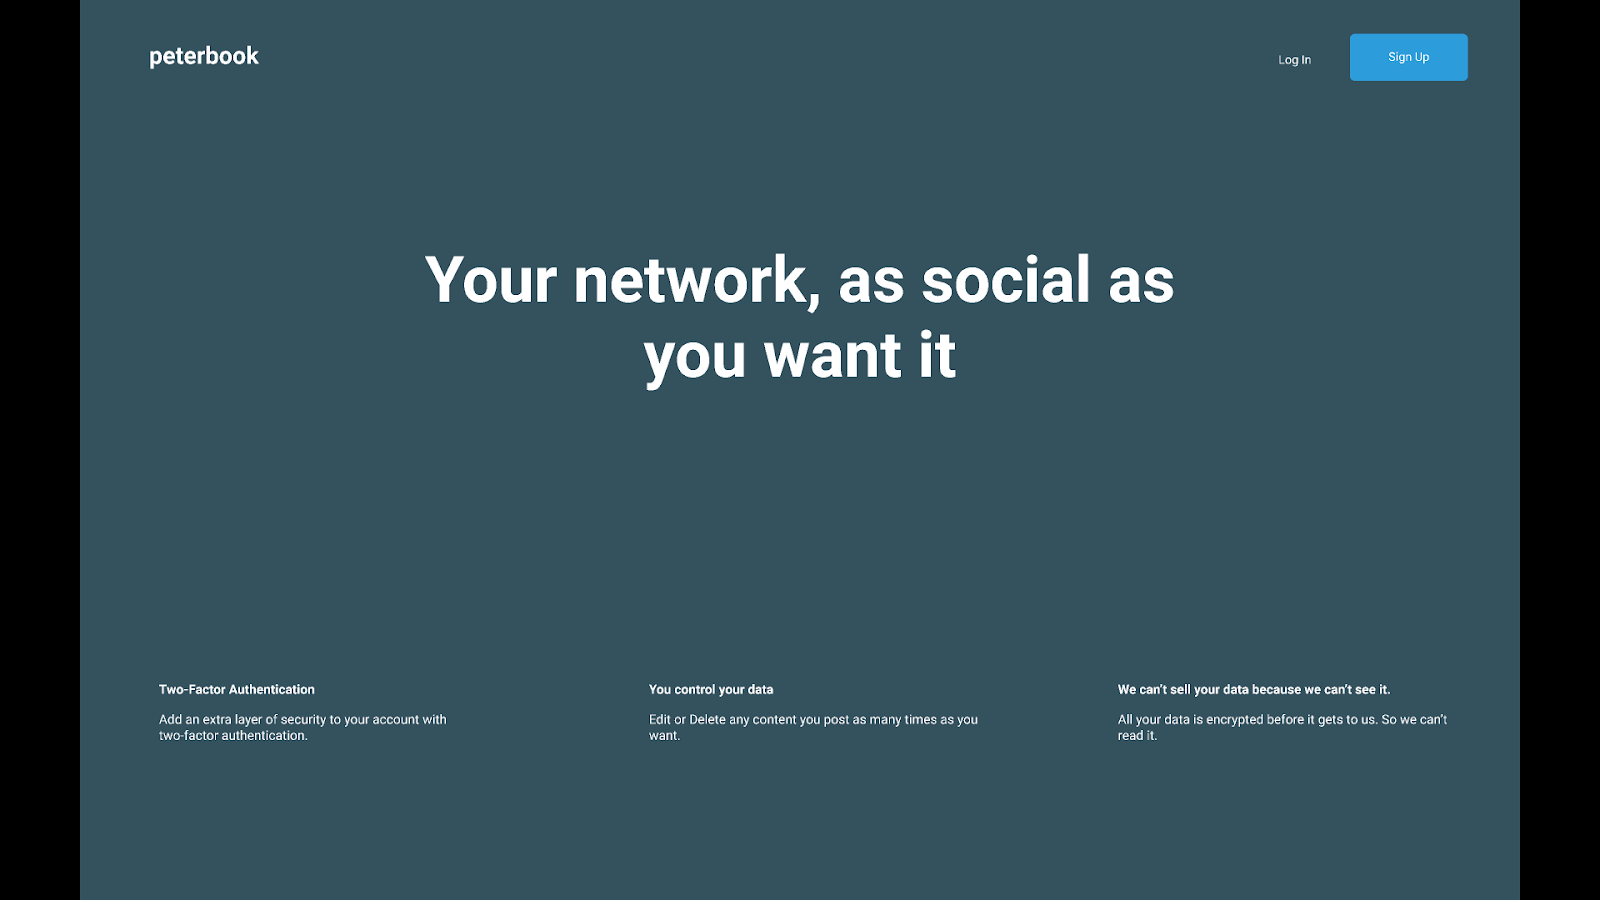 peterbook
Log In
Sign Up
Your network, as social as
you want it
Two-Factor Authentication
Add an extra layer of security to your account with
two-factor authentication.
You control your data
Edit or Delete any content you post as many times as you
want.
We can't sell your data because we can't see it.
All your data is encrypted before it gets to us. So we can't
read it.